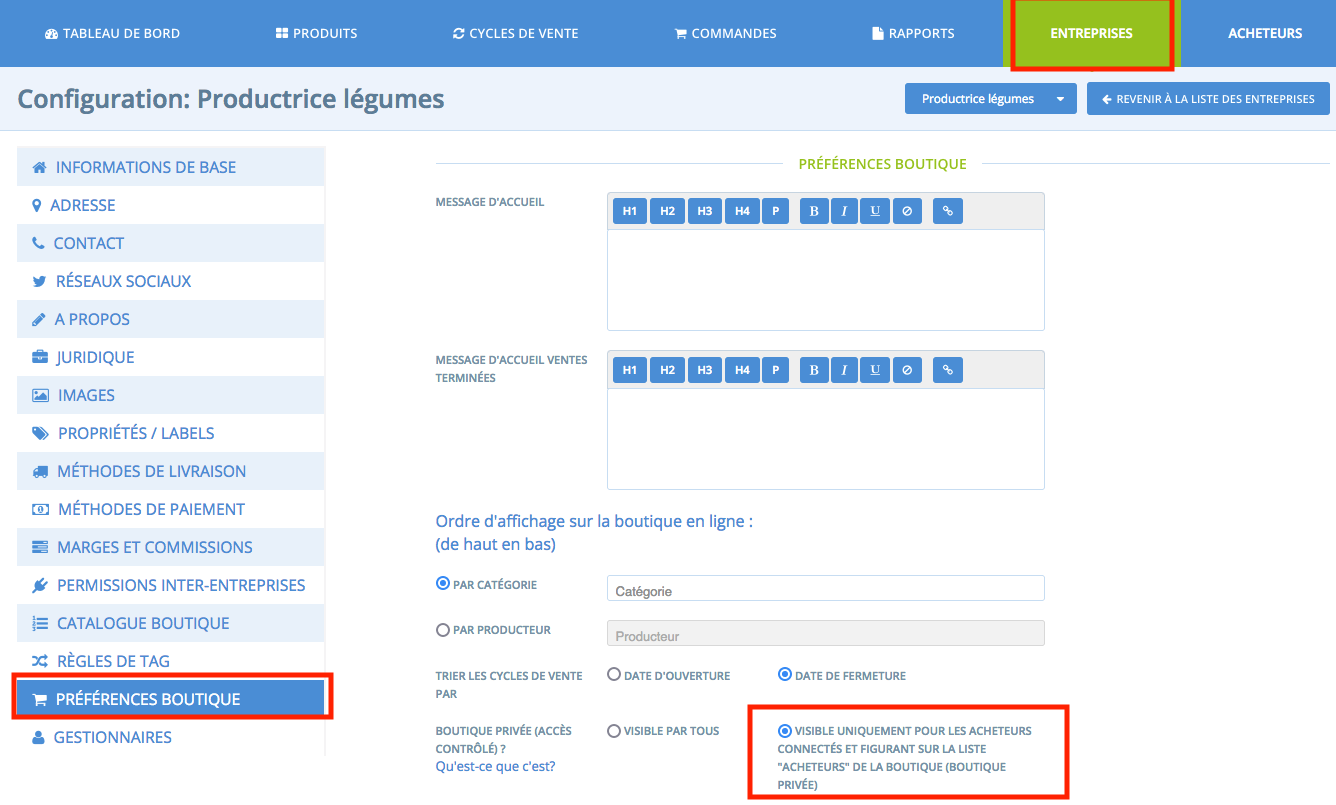 TABLEAU DE BORD PRODUITS CYCLES DE VENTE COMMANDES RAPPORTS ENTREPRISES ACHETEURS
Configuration: Productrice légumes
Productrice légumes REVENIR À LA LISTE DES ENTREPRISES
INFORMATIONS DE BASE
ADRESSE
CONTACT
RÉSEAUX SOCIAUX
A PROPOS
JURIDIQUE
IMAGES
PROPRIÉTÉS / LABELS
MÉTHODES DE LIVRAISON
MÉTHODES DE PAIEMENT
MARGES ET COMMISSIONS
PERMISSIONS INTER-ENTREPRISES
CATALOGUE BOUTIQUE
RÈGLES DE TAG
PRÉFÉRENCES BOUTIQUE
GESTIONNAIRES
PRÉFÉRENCES BOUTIQUE
MESSAGE D'ACCUEIL
H1 H2 H3 H4 P B I U
MESSAGE D'ACCUEIL VENTES
TERMINÉES
H1 H2 H3 H4 P B I U
Ordre d'affichage sur la boutique en ligne :
(de haut en bas)
PAR CATÉGORIE Catégorie
PAR PRODUCTEUR Producteur
TRIER LES CYCLES DE VENTE
PAR
DATE D'OUVERTURE DATE DE FERMETURE
BOUTIQUE PRIVÉE (ACCÈS
CONTRÔLÉ) ?
Qu'est-ce que c'est?
VISIBLE PAR TOUS
VISIBLE UNIQUEMENT POUR LES ACHETEURS
CONNECTÉS ET FIGURANT SUR LA LISTE
"ACHETEURS" DE LA BOUTIQUE (BOUTIQUE
PRIVÉE)